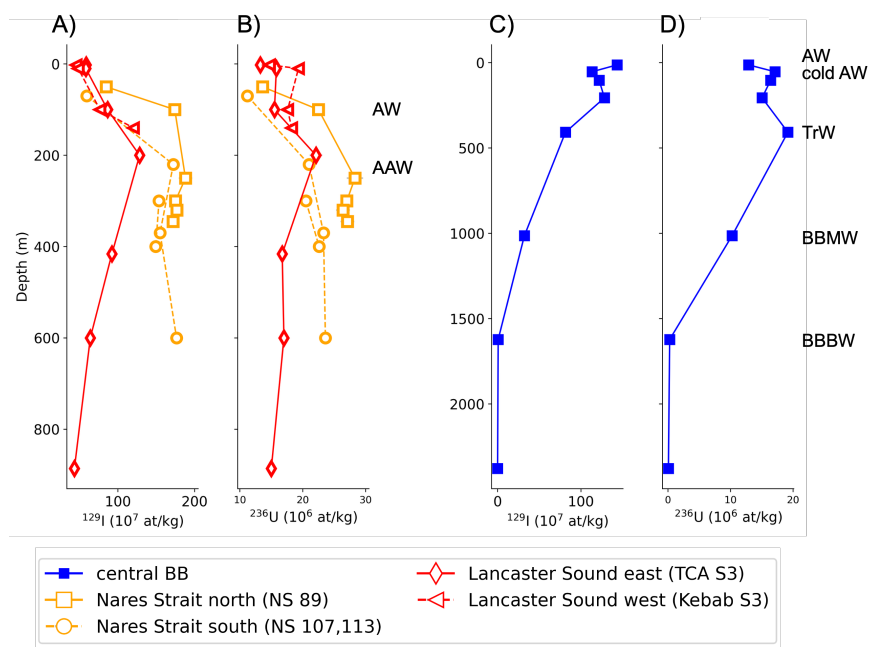 A)
B)
C)
D)
0
200
400
600
800
Depth (m)
100
200
¹²⁹I (10⁷ at/kg)
10
20
30
²³⁶U (10⁶ at/kg)
AW
AAW
0
500
1000
1500
2000
0
100
¹²⁹I (10⁷ at/kg)
0
10
20
²³⁶U (10⁶ at/kg)
AW
cold AW
TrW
BBMW
BBBW
central BB
Nares Strait north (NS 89)
Nares Strait south (NS 107,113)
Lancaster Sound east (TCA S3)
Lancaster Sound west (Kebab S3)